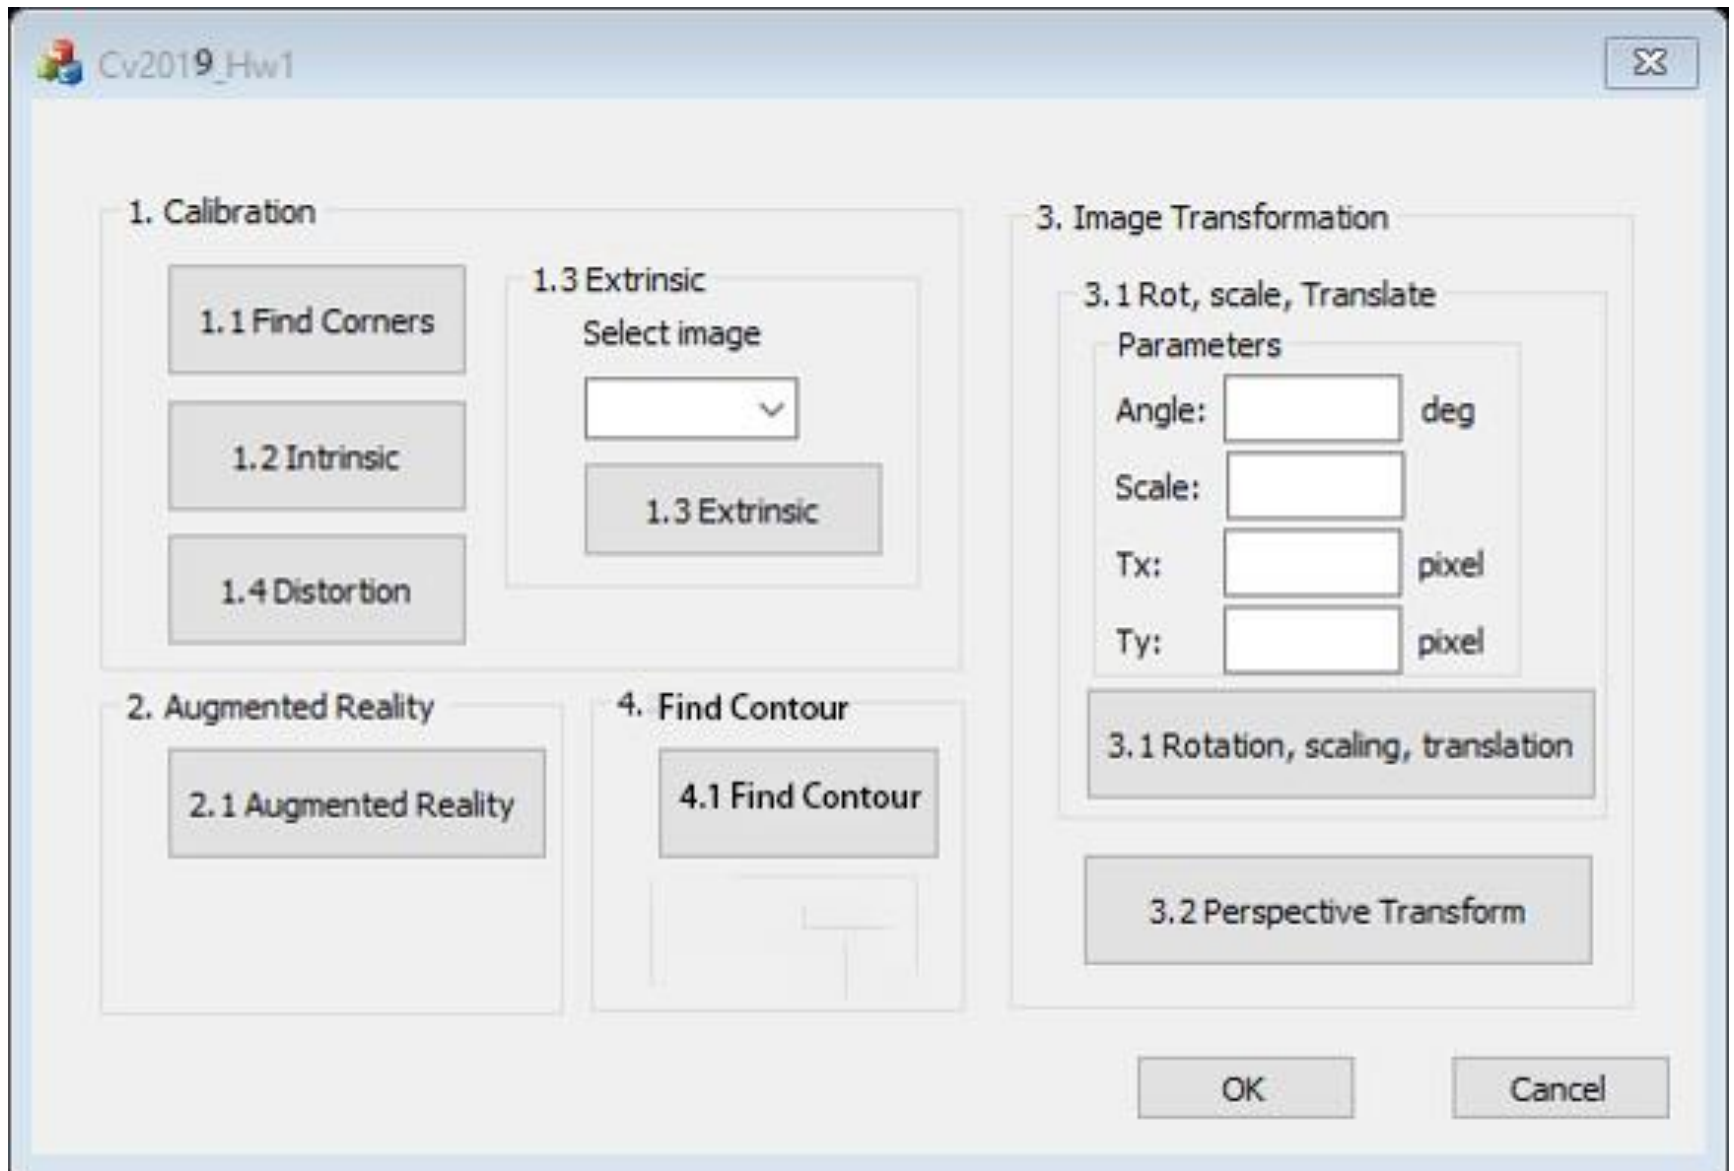 Cv2019_Hw1
1. Calibration
1.1 Find Corners
1.2 Intrinsic
1.4 Distortion
1.3 Extrinsic
Select image
1.3 Extrinsic
2. Augmented Reality
2.1 Augmented Reality
4. Find Contour
4.1 Find Contour
3. Image Transformation
3.1 Rot, scale, Translate
Parameters
Angle: deg
Scale:
Tx: pixel
Ty: pixel
3.1 Rotation, scaling, translation
3.2 Perspective Transform
OK
Cancel